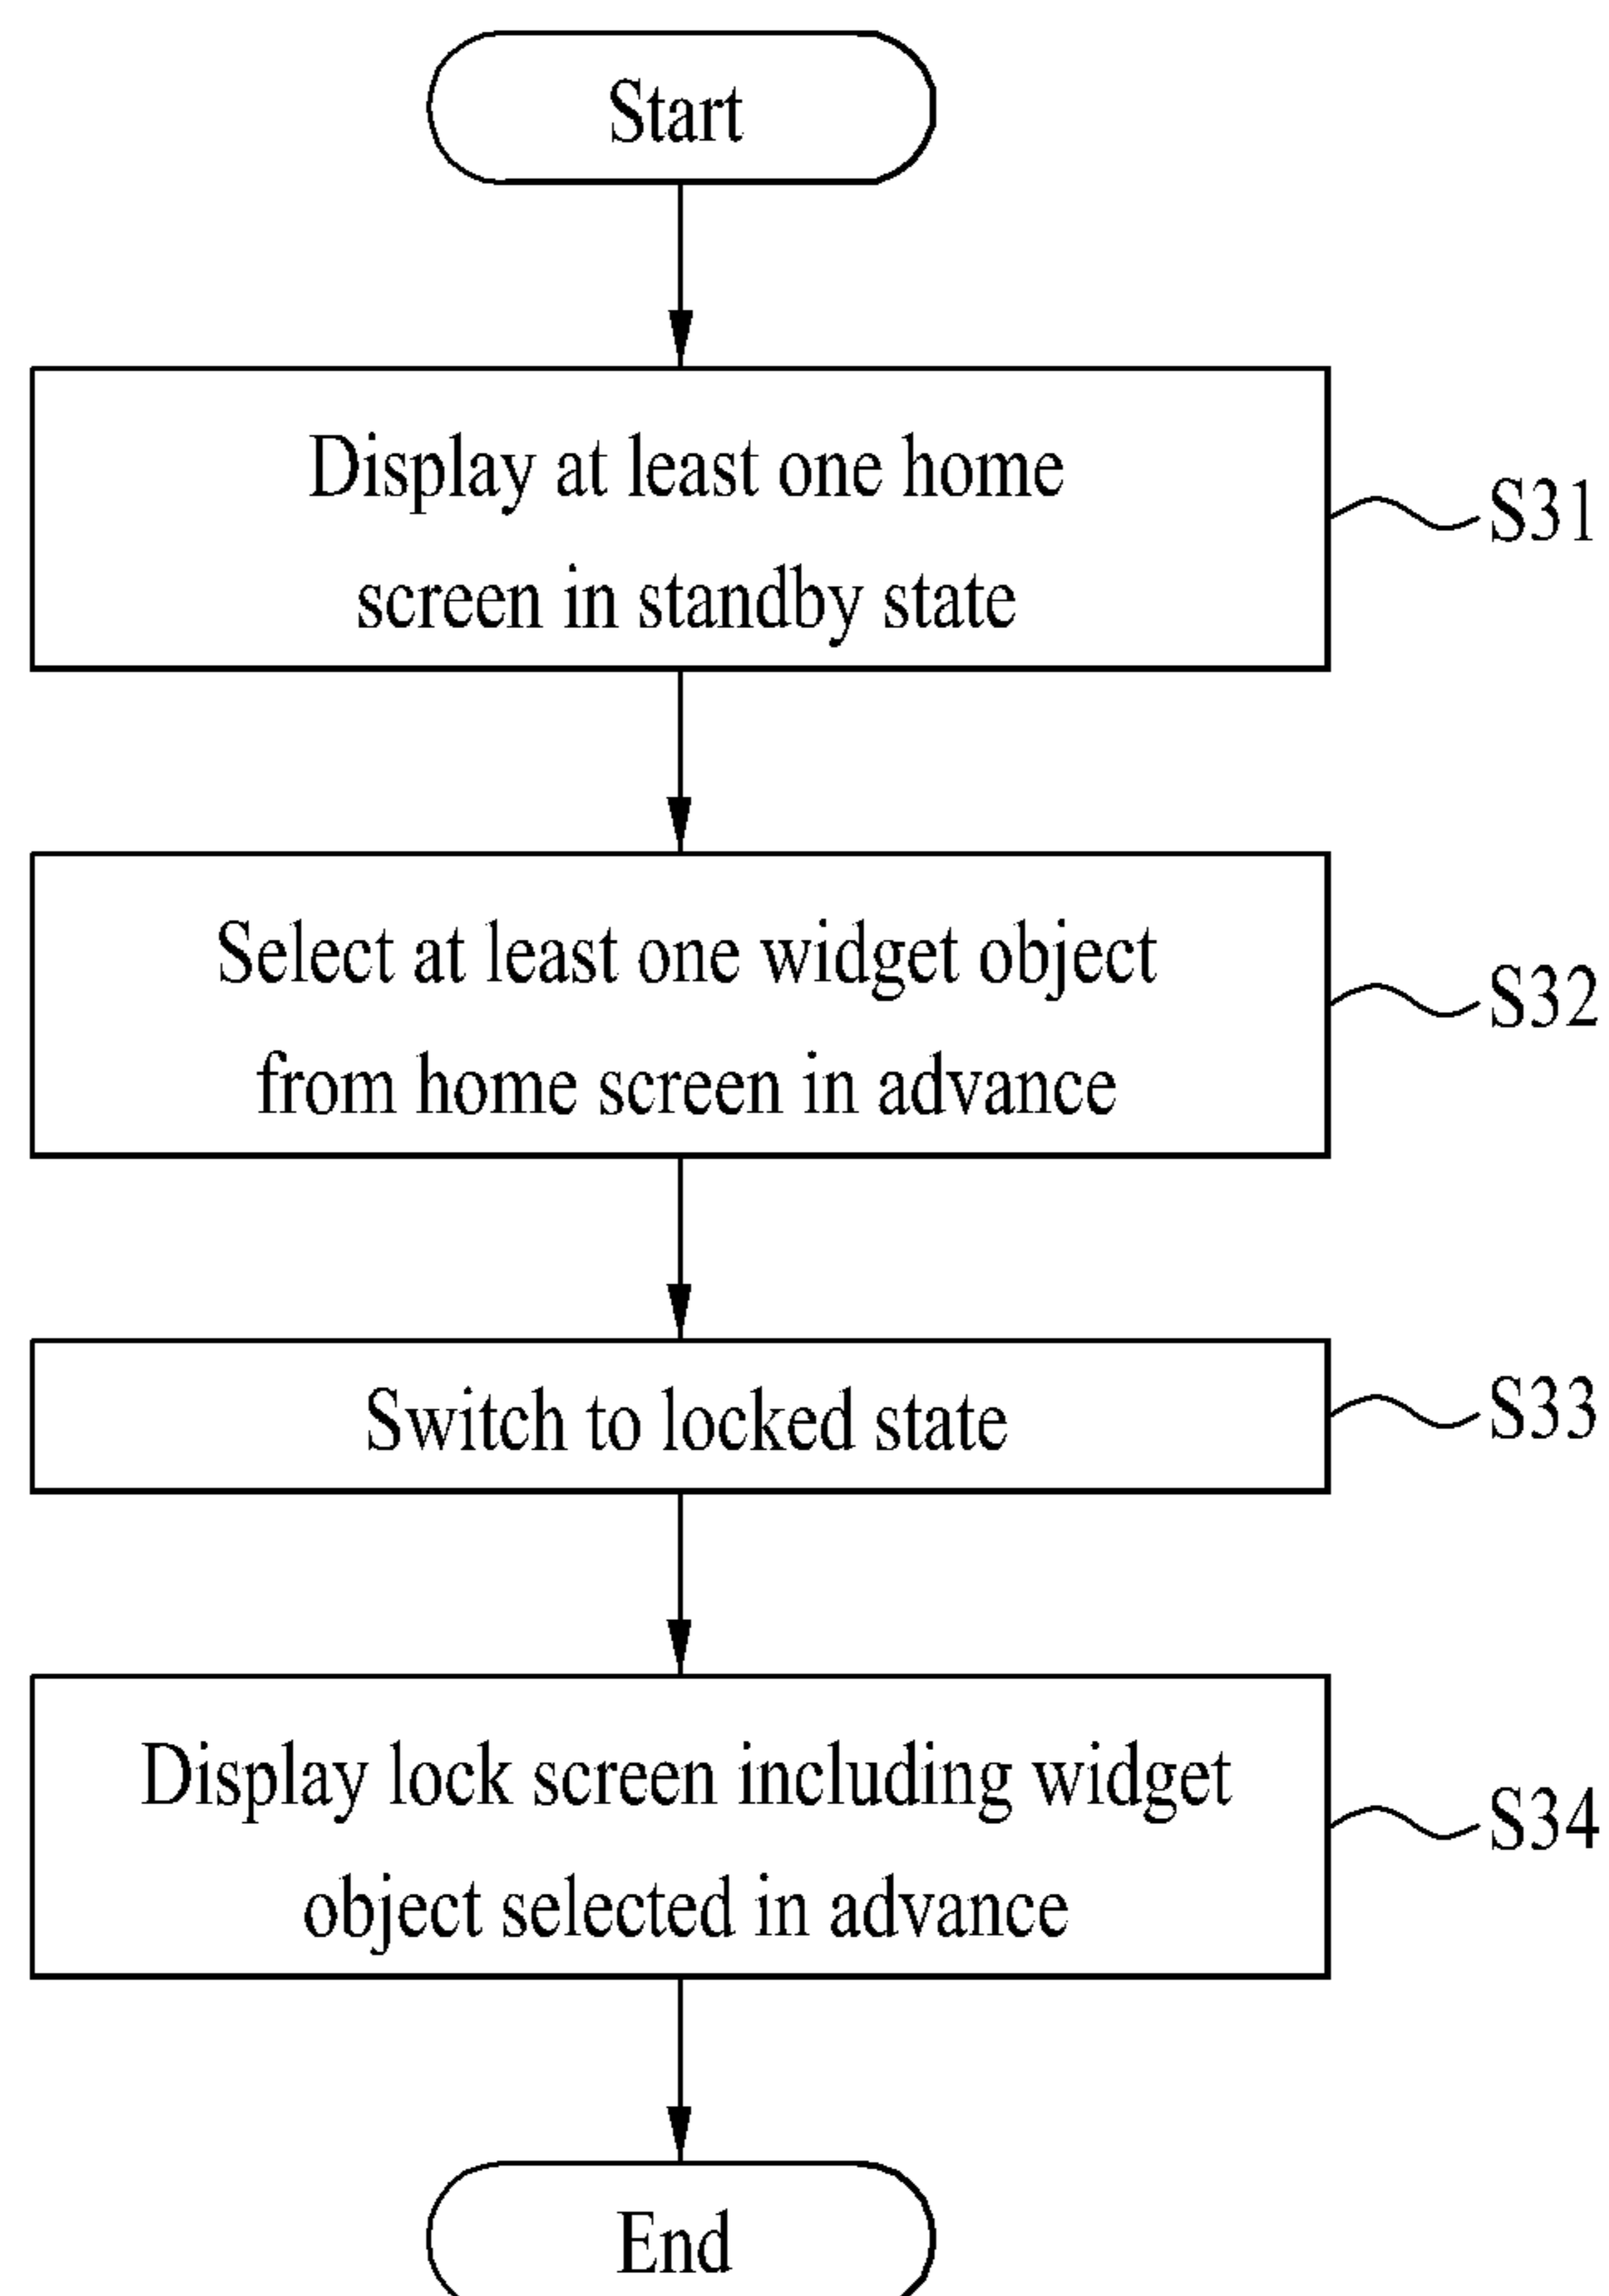 Start
Display at least one home
screen in standby state
S31
Select at least one widget object
from home screen in advance
S32
Switch to locked state
S33
Display lock screen including widget
object selected in advance
S34
End